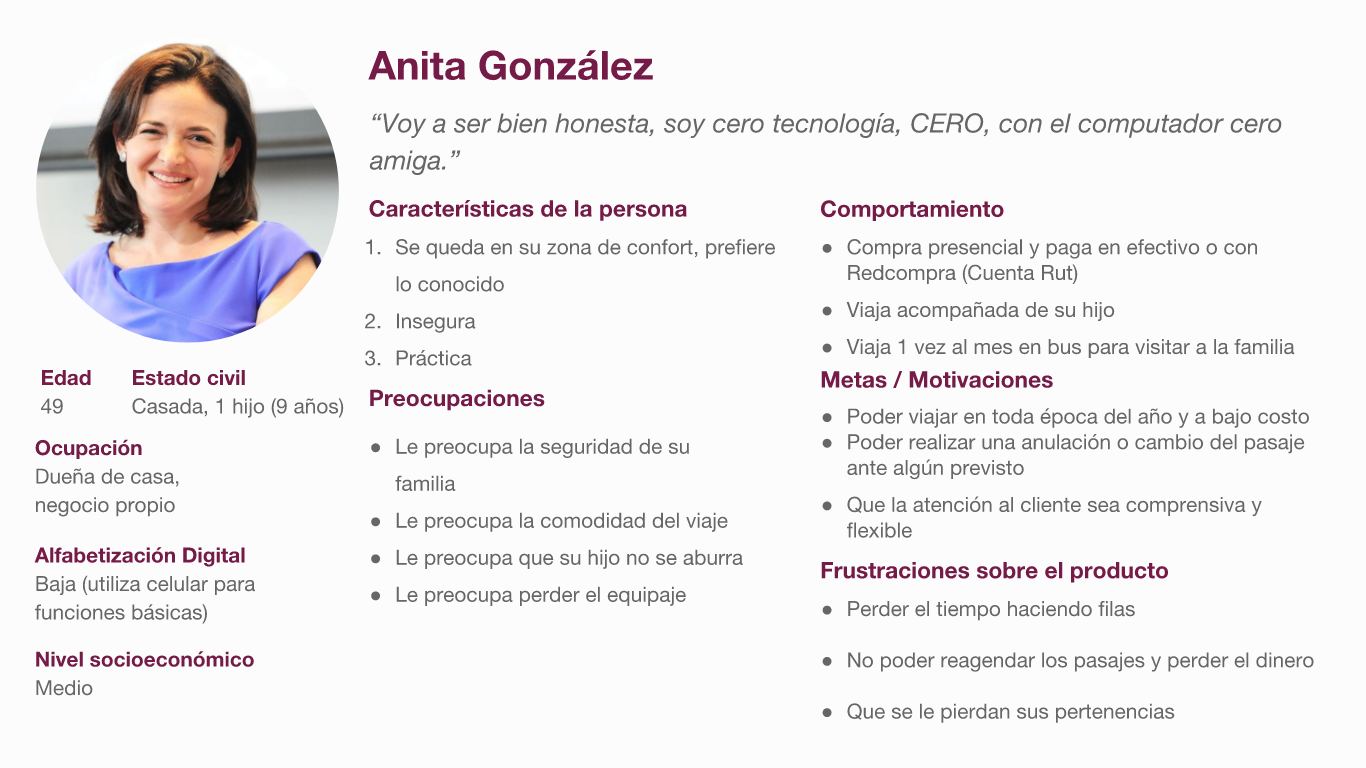 Anita González
“Voy a ser bien honesta, soy cero tecnología, CERO, con el computador cero
amiga.”
Edad
49
Estado civil
Casada, 1 hijo (9 años)
Ocupación
Dueña de casa,
negocio propio
Alfabetización Digital
Baja (utiliza celular para
funciones básicas)
Nivel socioeconómico
Medio
Características de la persona
1. Se queda en su zona de confort, prefiere
lo conocido
2. Insegura
3. Práctica
Preocupaciones
● Le preocupa la seguridad de su
familia
● Le preocupa la comodidad del viaje
● Le preocupa que su hijo no se aburra
● Le preocupa perder el equipaje
Comportamiento
● Compra presencial y paga en efectivo o con
Redcompra (Cuenta Rut)
● Viaja acompañada de su hijo
● Viaja 1 vez al mes en bus para visitar a la familia
Metas / Motivaciones
● Poder viajar en toda época del año y a bajo costo
● Poder realizar una anulación o cambio del pasaje
ante algún previsto
● Que la atención al cliente sea comprensiva y
flexible
Frustraciones sobre el producto
● Perder el tiempo haciendo filas
● No poder reagendar los pasajes y perder el dinero
● Que se le pierdan sus pertenencias